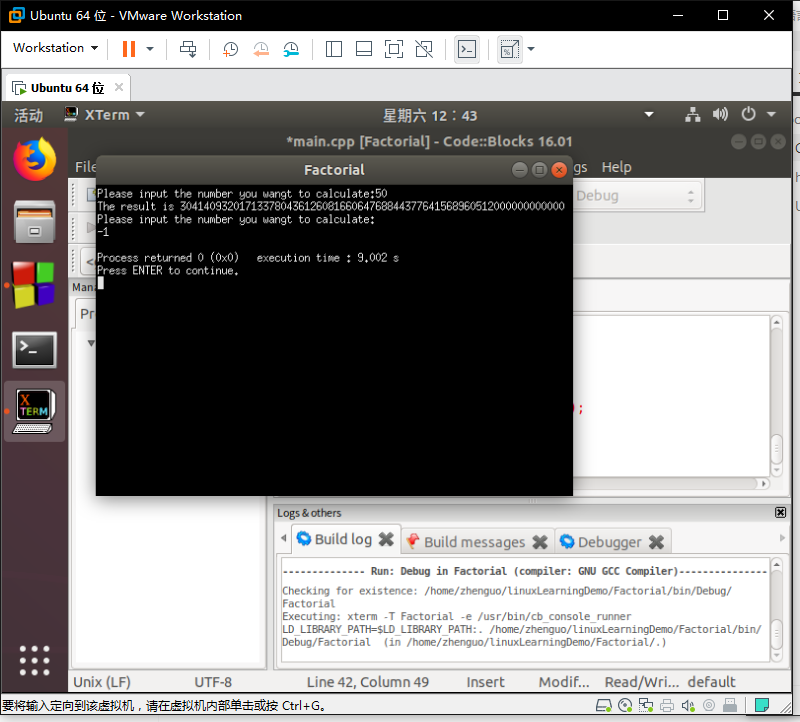 Ubuntu 64 位 - VMware Workstation
Workstation
Ubuntu 64 位
活动 XTerm 星期六 12：43
*main.cpp [Factorial] - Code::Blocks 16.01
File
gs Help
Factorial
Please input the number you wangt to calculate:50
The result is 30414093201713378043612608166064768844377641568960512000000000000
Please input the number you wangt to calculate:
-1
Process returned 0 (0x0) execution time : 9.002 s
Press ENTER to continue.
Debug
Mana
Pr
);
Logs & others
Build log Build messages Debugger
-------------- Run: Debug in Factorial (compiler: GNU GCC Compiler)---------------
Checking for existence: /home/zhenguo/linuxLearningDemo/Factorial/bin/Debug/
Factorial
Executing: xterm -T Factorial -e /usr/bin/cb_console_runner
LD_LIBRARY_PATH=$LD_LIBRARY_PATH:. /home/zhenguo/linuxLearningDemo/Factorial/bin/
Debug/Factorial (in /home/zhenguo/linuxLearningDemo/Factorial/.)
Unix (LF) UTF-8 Line 42, Column 49 Insert Modif... Read/Wri... default
要将输入定向到该虚拟机，请在虚拟机内部单击或按 Ctrl+G。